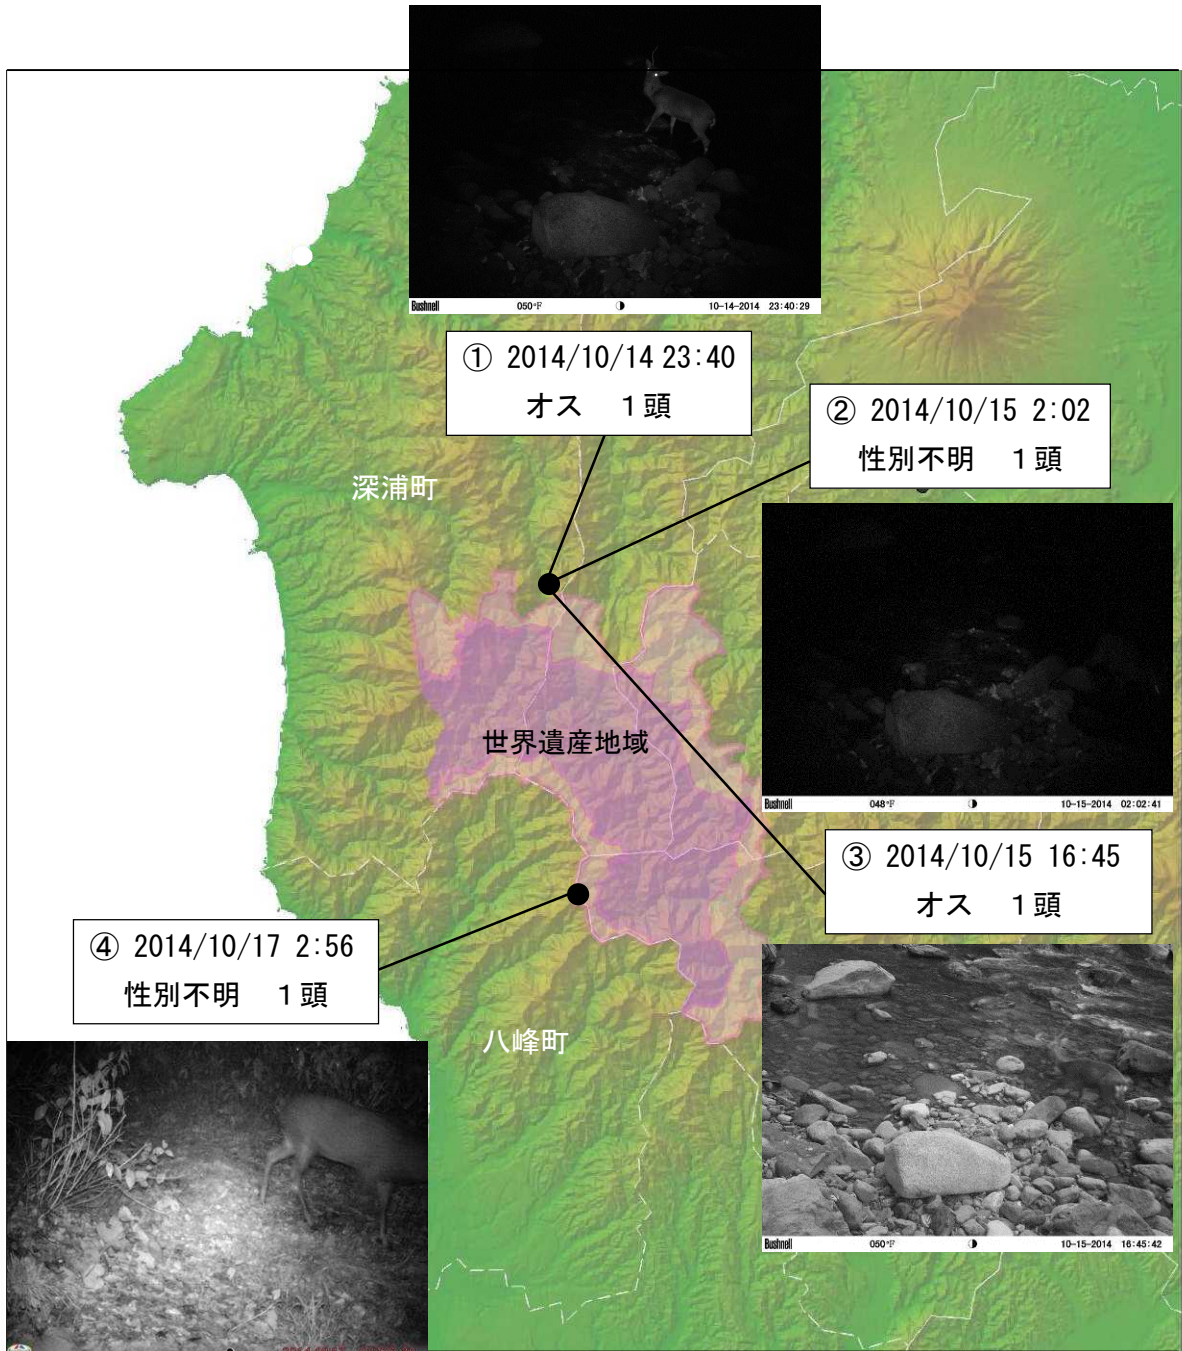 Bushnell 050°F 10-14-2014 23:40:29
① 2014/10/14 23:40
オス 1頭
② 2014/10/15 2:02
性別不明 1頭
深浦町
Bushnell 048°F 10-15-2014 02:02:41
世界遺産地域
③ 2014/10/15 16:45
オス 1頭
④ 2014/10/17 2:56
性別不明 1頭
八峰町
Bushnell 050°F 10-15-2014 16:45:42